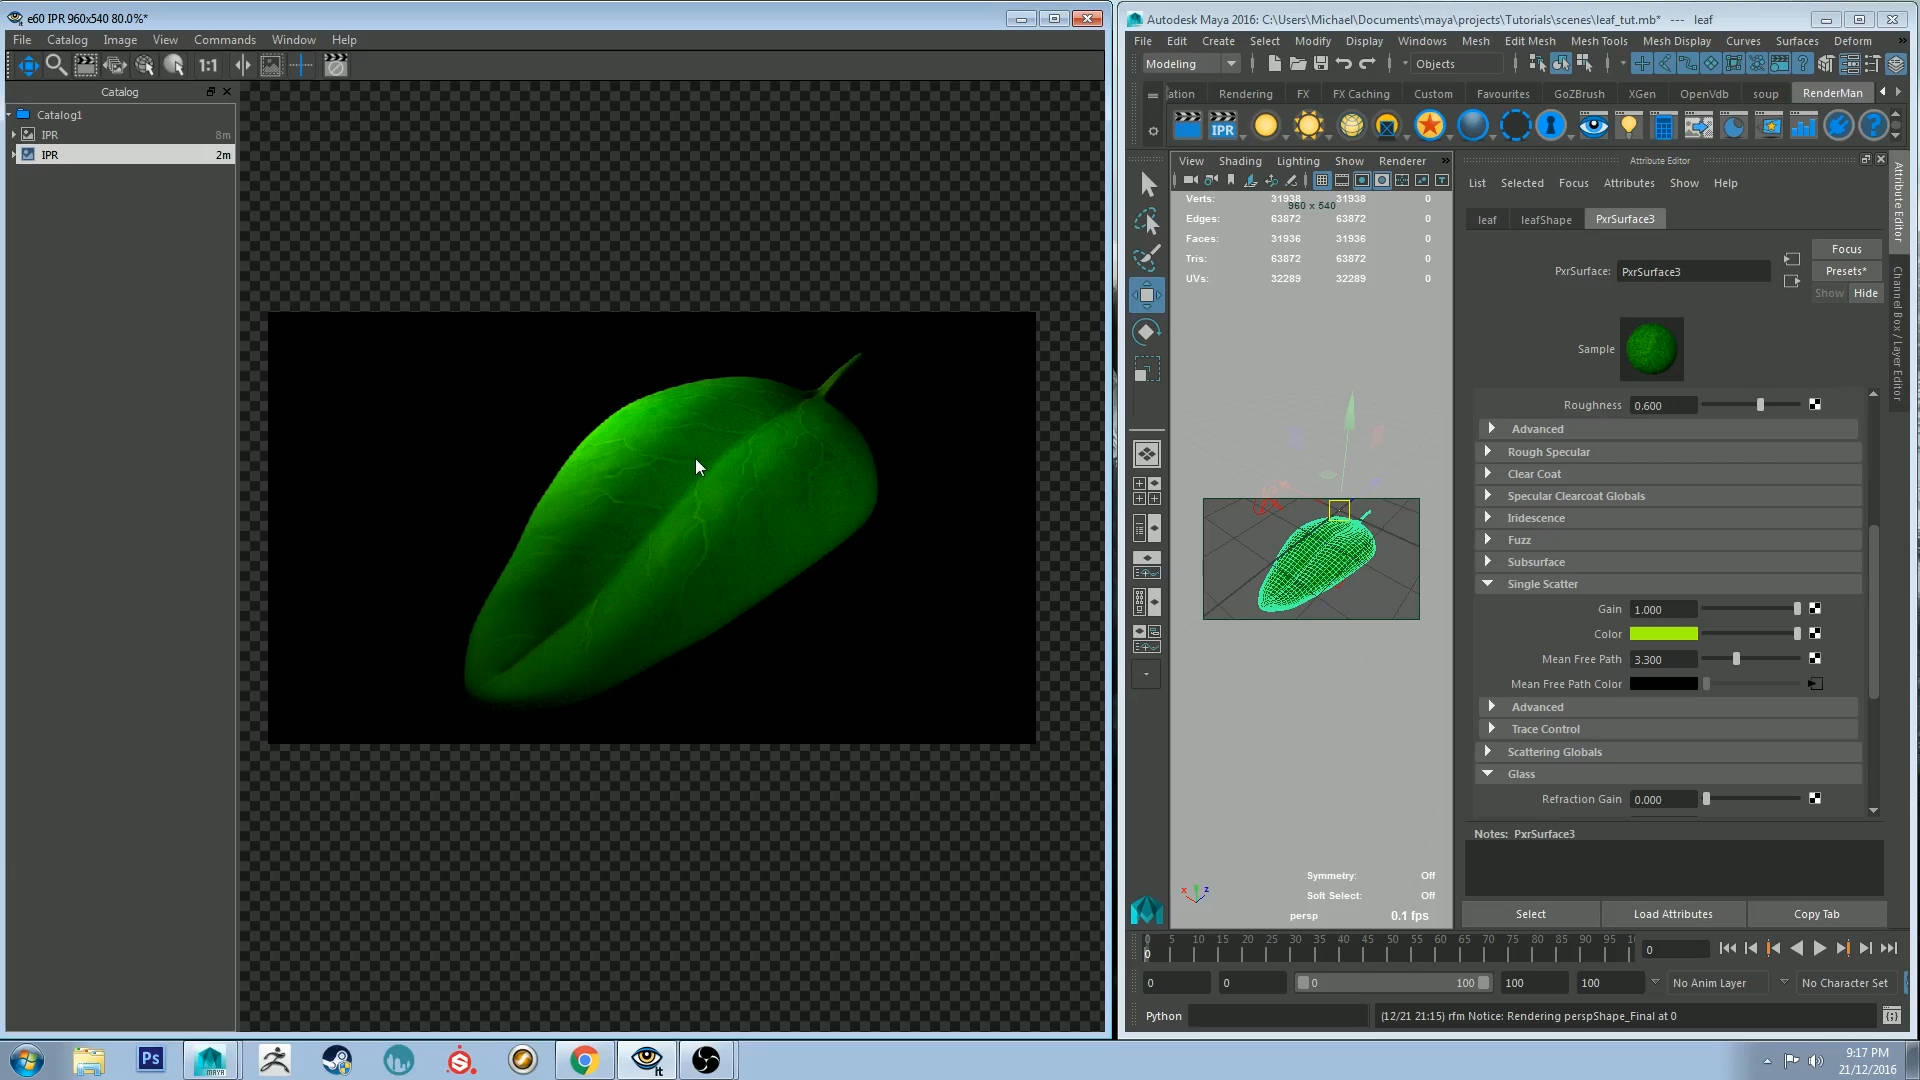 e60 IPR 960x540 80.0%*
File Catalog Image View Commands Window Help
1:1
Catalog
Catalog1
IPR 8m
IPR 2m
Autodesk Maya 2016: C:\Users\Michael\Documents\maya\projects\Tutorials\scenes\leaf_tut.mb* --- leaf
File Edit Create Select Modify Display Windows Mesh Edit Mesh Mesh Tools Mesh Display Curves Surfaces Deform
Modeling Objects
ation Rendering FX FX Caching Custom Favourites GoZBrush XGen OpenVdb soup RenderMan
IPR
View Shading Lighting Show Renderer
Verts: 31938 31938 0
960 x 540
Edges: 63872 63872 0
Faces: 31936 31936 0
Tris: 63872 63872 0
UVs: 32289 32289 0
Symmetry: Off
Soft Select: Off
persp 0.1 fps
x z
Attribute Editor
List Selected Focus Attributes Show Help
leaf leafShape PxrSurface3
Focus
PxrSurface: PxrSurface3 Presets*
Show Hide
Sample
Roughness 0.600
Advanced
Rough Specular
Clear Coat
Specular Clearcoat Globals
Iridescence
Fuzz
Subsurface
Single Scatter
Gain 1.000
Color
Mean Free Path 3.300
Mean Free Path Color
Advanced
Trace Control
Scattering Globals
Glass
Refraction Gain 0.000
Notes: PxrSurface3
Select Load Attributes Copy Tab
Attribute Editor
Channel Box / Layer Editor
0 5 10 15 20 25 30 35 40 45 50 55 60 65 70 75 80 85 90 95 1
0 0
0 0 0 100 100 100 No Anim Layer No Character Set
Python (12/21 21:15) rfm Notice: Rendering perspShape_Final at 0
Ps MAYA it
9:17 PM
21/12/2016